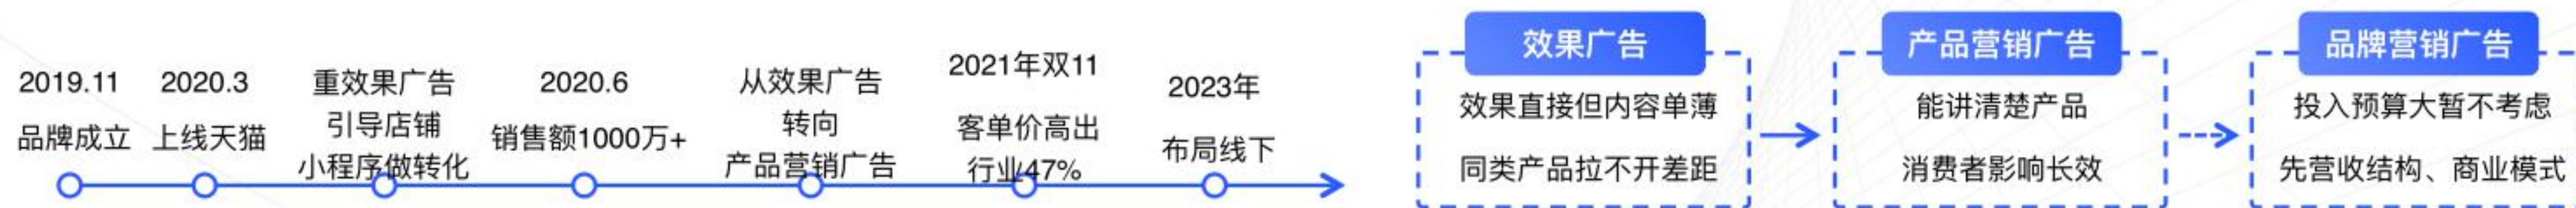 2019.11
品牌成立
2020.3
上线天猫
重效果广告
引导店铺
小程序做转化
2020.6
销售额1000万+
从效果广告
转向
产品营销广告
2021年双11
客单价高出
行业47%
2023年
布局线下
效果广告
效果直接但内容单薄
同类产品拉不开差距
产品营销广告
能讲清楚产品
消费者影响长效
品牌营销广告
投入预算大暂不考虑
先营收结构、商业模式